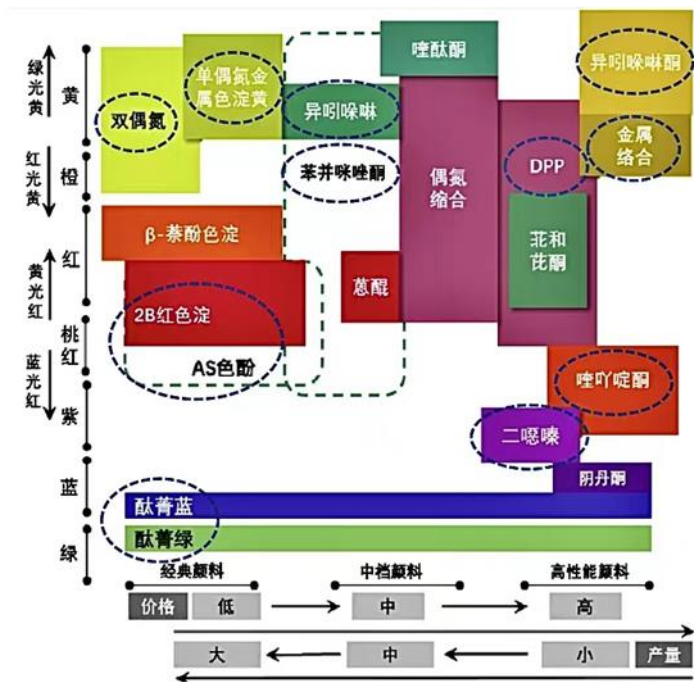 绿光黄
黄
红光黄
橙
黄光红
红
桃红
蓝光红
紫
蓝
绿
双偶氮
单偶氮金
属色淀黄
喹酞酮
异吲哚啉酮
异吲哚啉
金属
络合
苯并咪唑酮
偶氮
缩合
DPP
β-萘酚色淀
苝和
芘酮
蒽醌
2B红色淀
AS色酚
喹吖啶酮
二噁嗪
阴丹酮
酞菁蓝
酞菁绿
经典颜料
中档颜料
高性能颜料
价格
低
中
高
大
中
小
产量